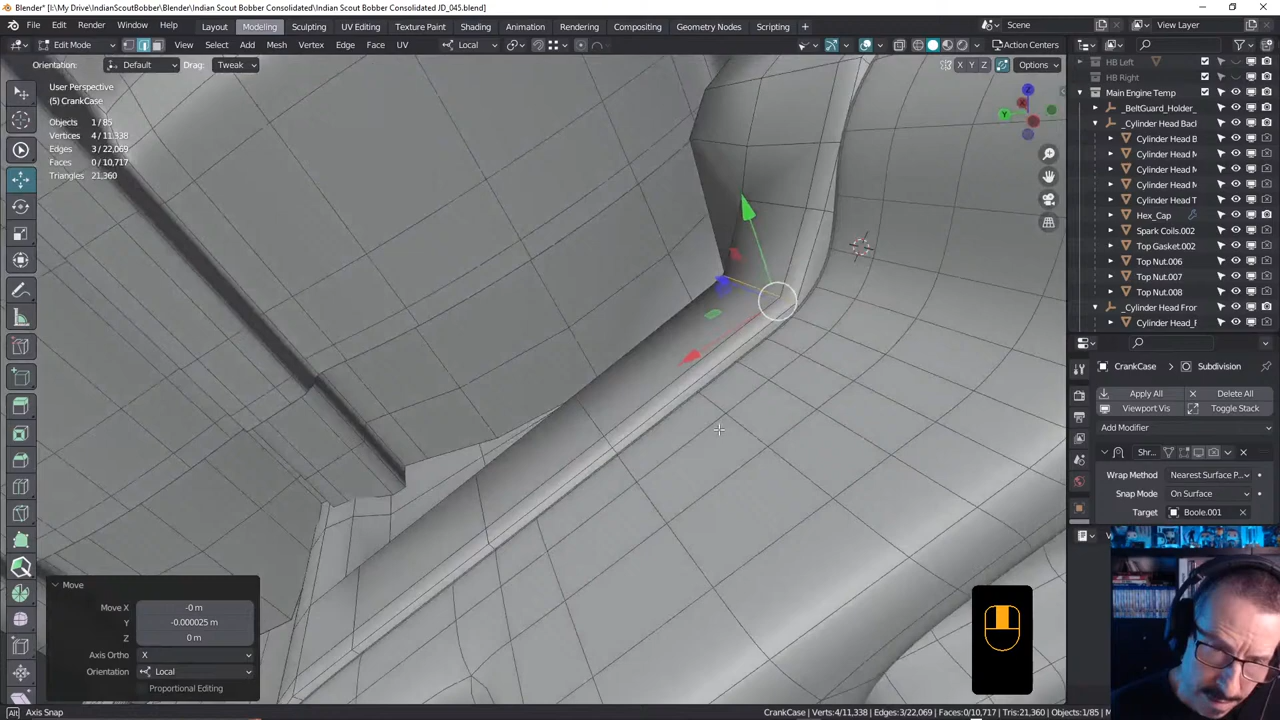 Blender* [I:\My Drive\IndianScoutBobber\Blender\Indian Scout Bobber Consolidated\Indian Scout Bobber Consolidated JD_045.blend]
File Edit Render Window Help Layout Modeling Sculpting UV Editing Texture Paint Shading Animation Rendering Compositing Geometry Nodes Scripting Scene View Layer
Edit Mode View Select Add Mesh Vertex Edge Face UV Local Action Centers
Orientation: Default Drag: Tweak X Y Z Options
User Perspective
(5) CrankCase
Objects 1/85
Vertices 4/11,338
Edges 3/22,069
Faces 0/10,717
Triangles 21,360
Z
Y
X
HB Left
HB Right
Main Engine Temp
_BeltGuard_Holder_
_Cylinder Head Back
Cylinder Head B
Cylinder Head M
Cylinder Head M
Cylinder Head M
Cylinder Head T
Hex_Cap
Spark Coils.002
Top Gasket.002
Top Nut.006
Top Nut.007
Top Nut.008
_Cylinder Head Fron
Cylinder Head_F
CrankCase Subdivision
Apply All Delete All
Viewport Vis Toggle Stack
Add Modifier
Shr...
Wrap Method Nearest Surface P...
Snap Mode On Surface
Target Boole.001
Move
Move X -0 m
Y -0.000025 m
Z 0 m
Axis Ortho X
Orientation Local
Proportional Editing
Alt Axis Snap
CrankCase | Verts:4/11,338 | Edges:3/22,069 | Faces:0/10,717 | Tris:21,360 | Objects:1/85 | M